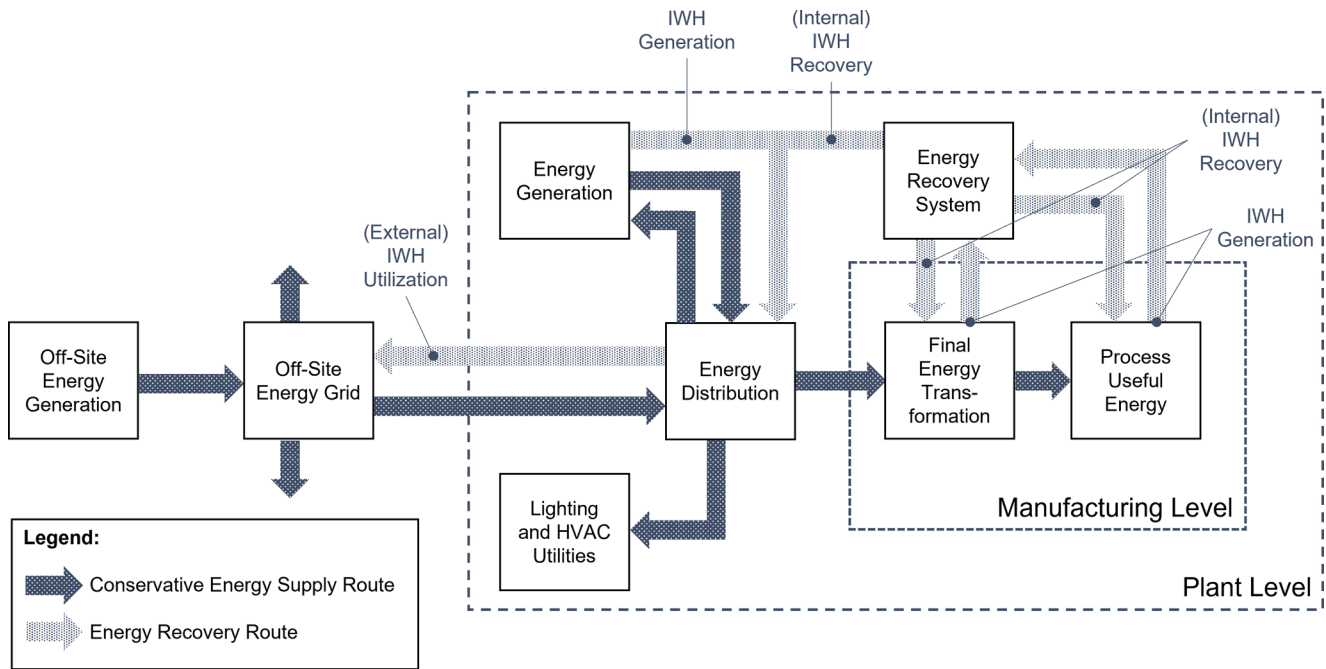 IWH
Generation
(Internal)
IWH
Recovery
(Internal)
IWH
Recovery
IWH
Generation
Energy
Generation
Energy
Recovery
System
(External)
IWH
Utilization
Off-Site
Energy
Generation
Off-Site
Energy Grid
Energy
Distribution
Final
Energy
Trans-
formation
Process
Useful
Energy
Manufacturing Level
Lighting
and HVAC
Utilities
Plant Level
Legend:
Conservative Energy Supply Route
Energy Recovery Route